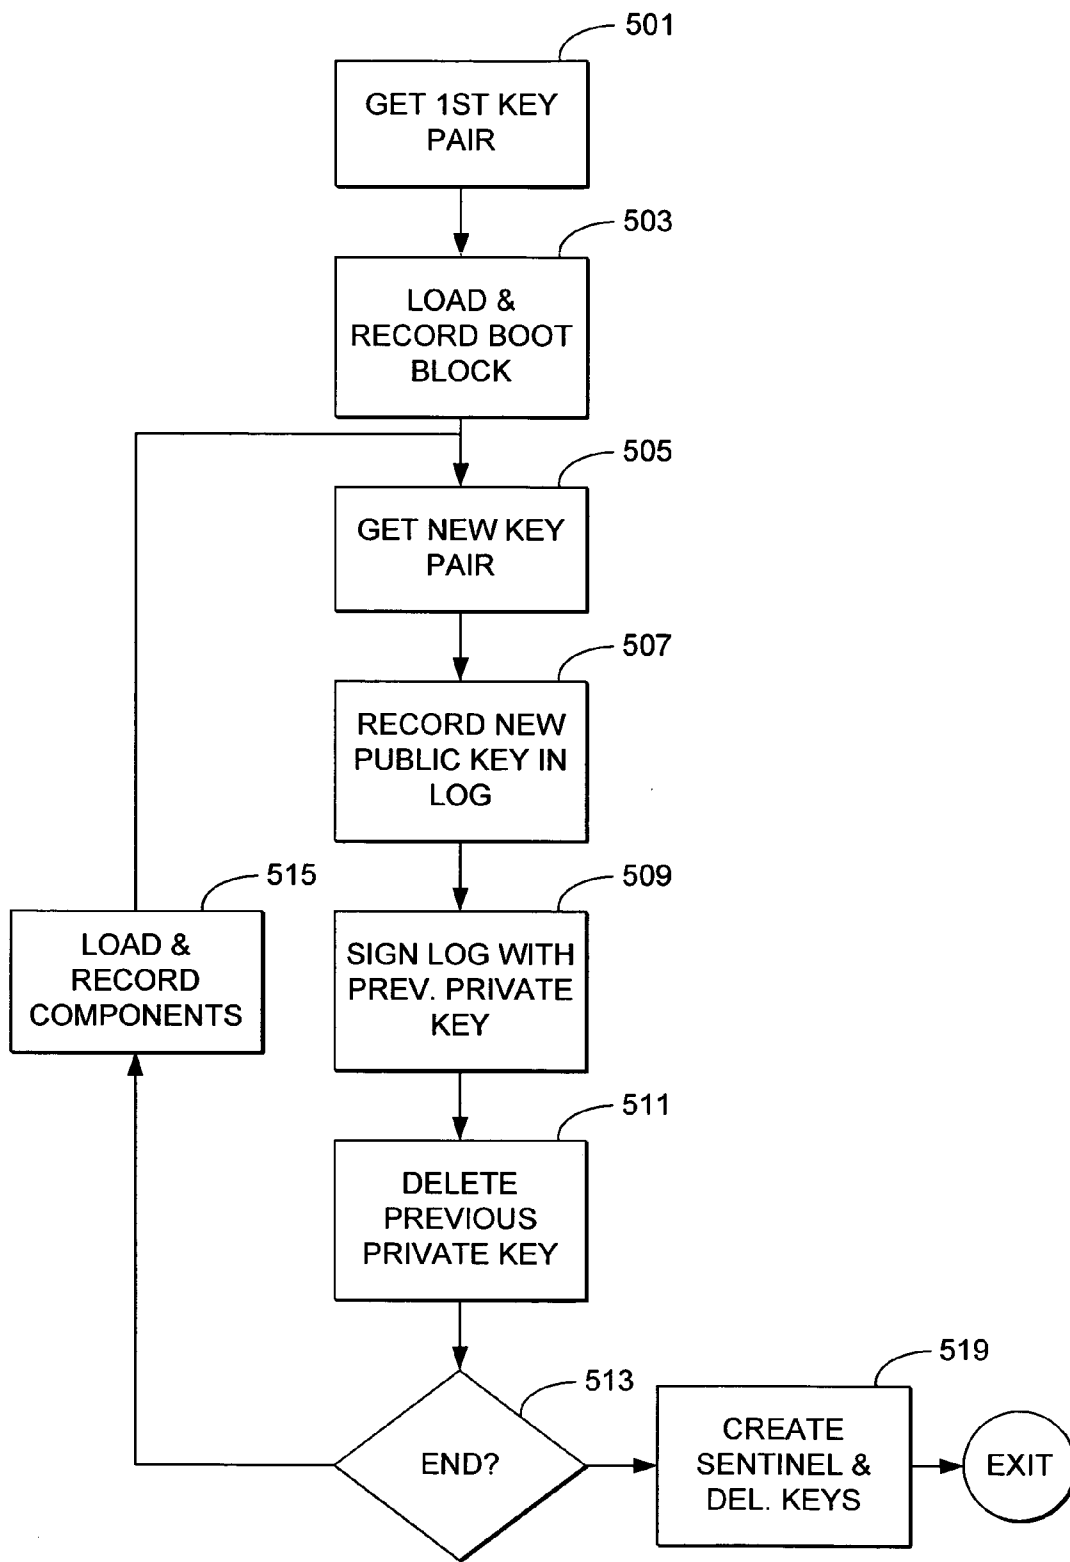 501
GET 1ST KEY
PAIR
503
LOAD &
RECORD BOOT
BLOCK
505
GET NEW KEY
PAIR
507
RECORD NEW
PUBLIC KEY IN
LOG
509
SIGN LOG WITH
PREV. PRIVATE
KEY
515
LOAD &
RECORD
COMPONENTS
511
DELETE
PREVIOUS
PRIVATE KEY
513
END?
519
CREATE
SENTINEL &
DEL. KEYS
EXIT